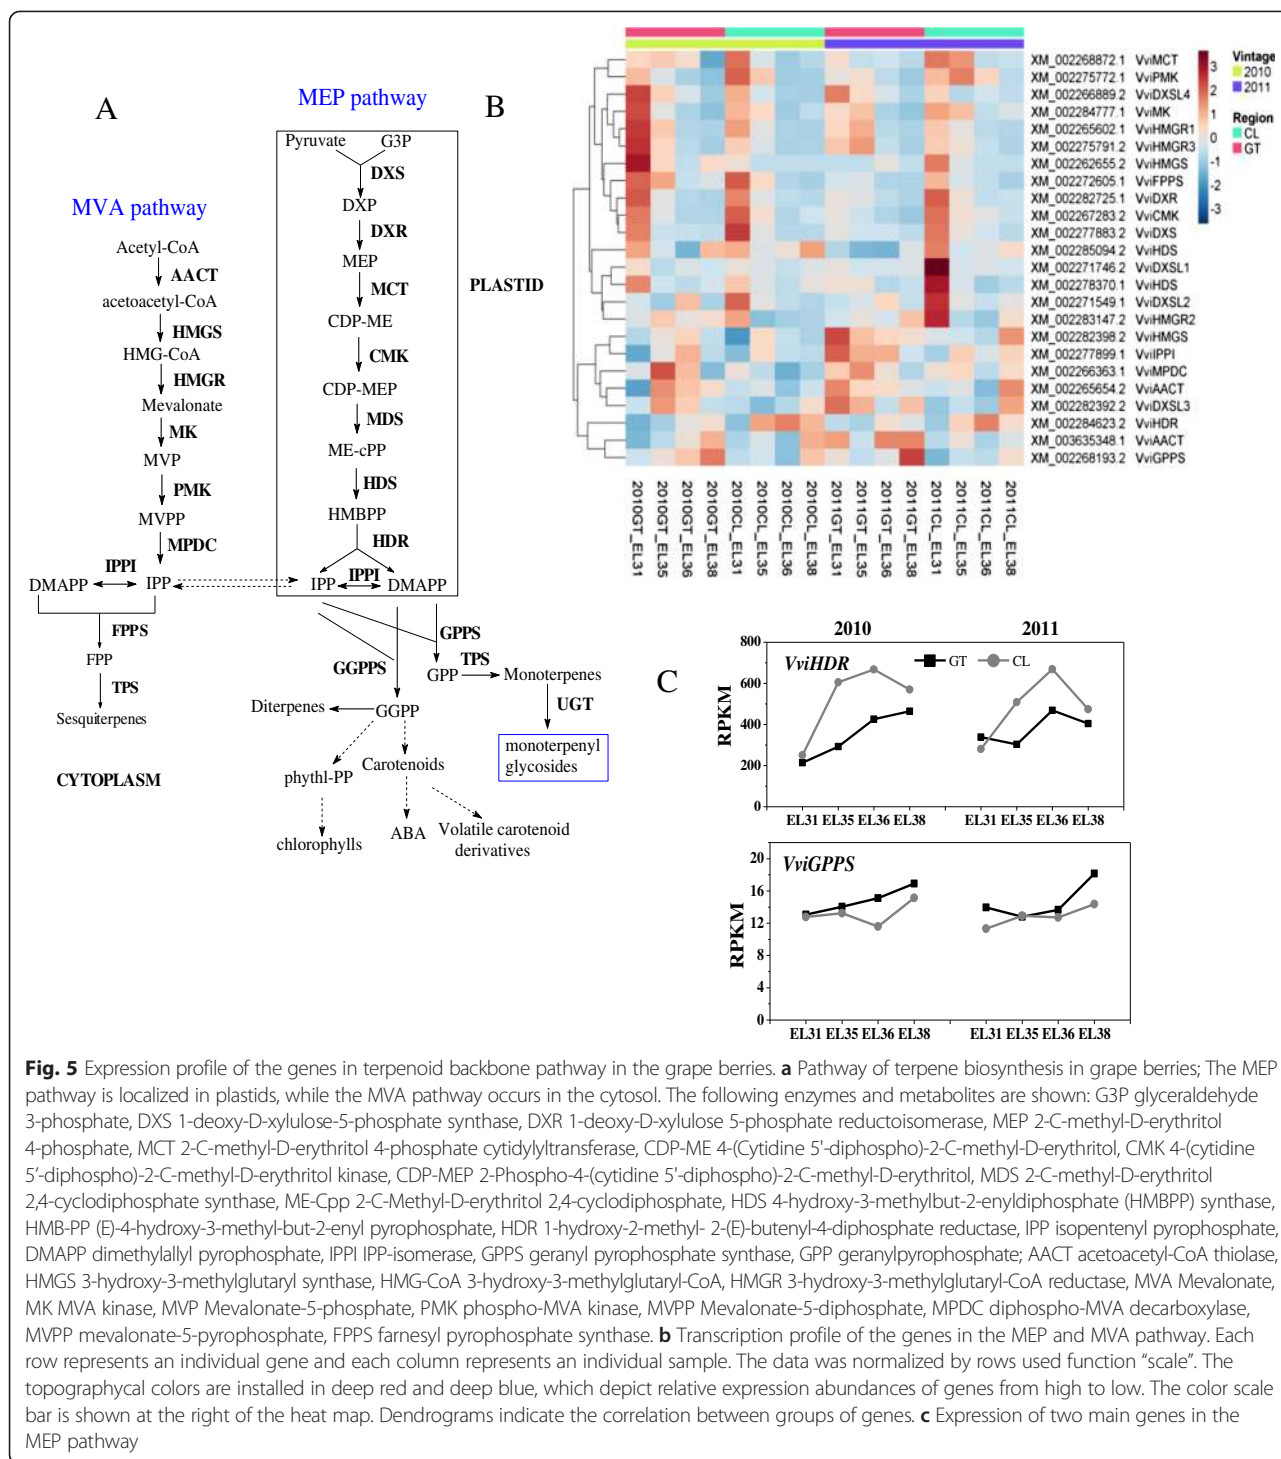 A
MEP pathway
Pyruvate G3P
DXS
DXP
DXR
MEP
MCT
CDP-ME
CMK
CDP-MEP
MDS
ME-cPP
HDS
HMBPP
HDR
IPP IPPI DMAPP
PLASTID
MVA pathway
Acetyl-CoA
AACT
acetoacetyl-CoA
HMGS
HMG-CoA
HMGR
Mevalonate
MK
MVP
PMK
MVPP
MPDC
DMAPP IPPI IPP
FPPS
FPP
TPS
Sesquiterpenes
CYTOPLASM
GPPS
GGPPS
TPS
GPP Monoterpenes
UGT
monoterpenyl
glycosides
Diterpenes GGPP
phythl-PP Carotenoids
chlorophylls
ABA
Volatile carotenoid
derivatives
B
XM_002268872.1 VviMCT
XM_002275772.1 VviPMK
XM_002266889.2 VviDXSL4
XM_002284777.1 VviMK
XM_002265602.1 VviHMGR1
XM_002275791.2 VviHMGR3
XM_002262655.2 VviHMGS
XM_002272605.1 VviFPPS
XM_002282725.1 VviDXR
XM_002267283.2 VviCMK
XM_002277883.2 VviDXS
XM_002285094.2 VviHDS
XM_002271746.2 VviDXSL1
XM_002278370.1 VviHDS
XM_002271549.1 VviDXSL2
XM_002283147.2 VviHMGR2
XM_002282398.2 VviHMGS
XM_002277899.1 VviIPPI
XM_002266363.1 VviMPDC
XM_002265654.2 VviAACT
XM_002282392.2 VviDXSL3
XM_002284623.2 VviHDR
XM_003635348.1 VviAACT
XM_002268193.2 VviGPPS
3
2
1
0
-1
-2
-3
Vintage
2010
2011
Region
CL
GT
2010GT_EL31
2010GT_EL35
2010GT_EL36
2010GT_EL38
2010CL_EL31
2010CL_EL35
2010CL_EL36
2010CL_EL38
2011GT_EL31
2011GT_EL35
2011GT_EL36
2011GT_EL38
2011CL_EL31
2011CL_EL35
2011CL_EL36
2011CL_EL38
C
2010 2011
VviHDR GT CL
RPKM
800
600
400
200
0
EL31 EL35 EL36 EL38 EL31 EL35 EL36 EL38
VviGPPS
RPKM
20
16
12
8
4
0
EL31 EL35 EL36 EL38 EL31 EL35 EL36 EL38
Fig. 5 Expression profile of the genes in terpenoid backbone pathway in the grape berries. a Pathway of terpene biosynthesis in grape berries; The MEP
pathway is localized in plastids, while the MVA pathway occurs in the cytosol. The following enzymes and metabolites are shown: G3P glyceraldehyde
3-phosphate, DXS 1-deoxy-D-xylulose-5-phosphate synthase, DXR 1-deoxy-D-xylulose 5-phosphate reductoisomerase, MEP 2-C-methyl-D-erythritol
4-phosphate, MCT 2-C-methyl-D-erythritol 4-phosphate cytidylyltransferase, CDP-ME 4-(Cytidine 5'-diphospho)-2-C-methyl-D-erythritol, CMK 4-(cytidine
5′-diphospho)-2-C-methyl-D-erythritol kinase, CDP-MEP 2-Phospho-4-(cytidine 5'-diphospho)-2-C-methyl-D-erythritol, MDS 2-C-methyl-D-erythritol
2,4-cyclodiphosphate synthase, ME-Cpp 2-C-Methyl-D-erythritol 2,4-cyclodiphosphate, HDS 4-hydroxy-3-methylbut-2-enyldiphosphate (HMBPP) synthase,
HMB-PP (E)-4-hydroxy-3-methyl-but-2-enyl pyrophosphate, HDR 1-hydroxy-2-methyl- 2-(E)-butenyl-4-diphosphate reductase, IPP isopentenyl pyrophosphate,
DMAPP dimethylallyl pyrophosphate, IPPI IPP-isomerase, GPPS geranyl pyrophosphate synthase, GPP geranylpyrophosphate; AACT acetoacetyl-CoA thiolase,
HMGS 3-hydroxy-3-methylglutaryl synthase, HMG-CoA 3-hydroxy-3-methylglutaryl-CoA, HMGR 3-hydroxy-3-methylglutaryl-CoA reductase, MVA Mevalonate,
MK MVA kinase, MVP Mevalonate-5-phosphate, PMK phospho-MVA kinase, MVPP Mevalonate-5-diphosphate, MPDC diphospho-MVA decarboxylase,
MVPP mevalonate-5-pyrophosphate, FPPS farnesyl pyrophosphate synthase. b Transcription profile of the genes in the MEP and MVA pathway. Each
row represents an individual gene and each column represents an individual sample. The data was normalized by rows used function “scale”. The
topographycal colors are installed in deep red and deep blue, which depict relative expression abundances of genes from high to low. The color scale
bar is shown at the right of the heat map. Dendrograms indicate the correlation between groups of genes. c Expression of two main genes in the
MEP pathway